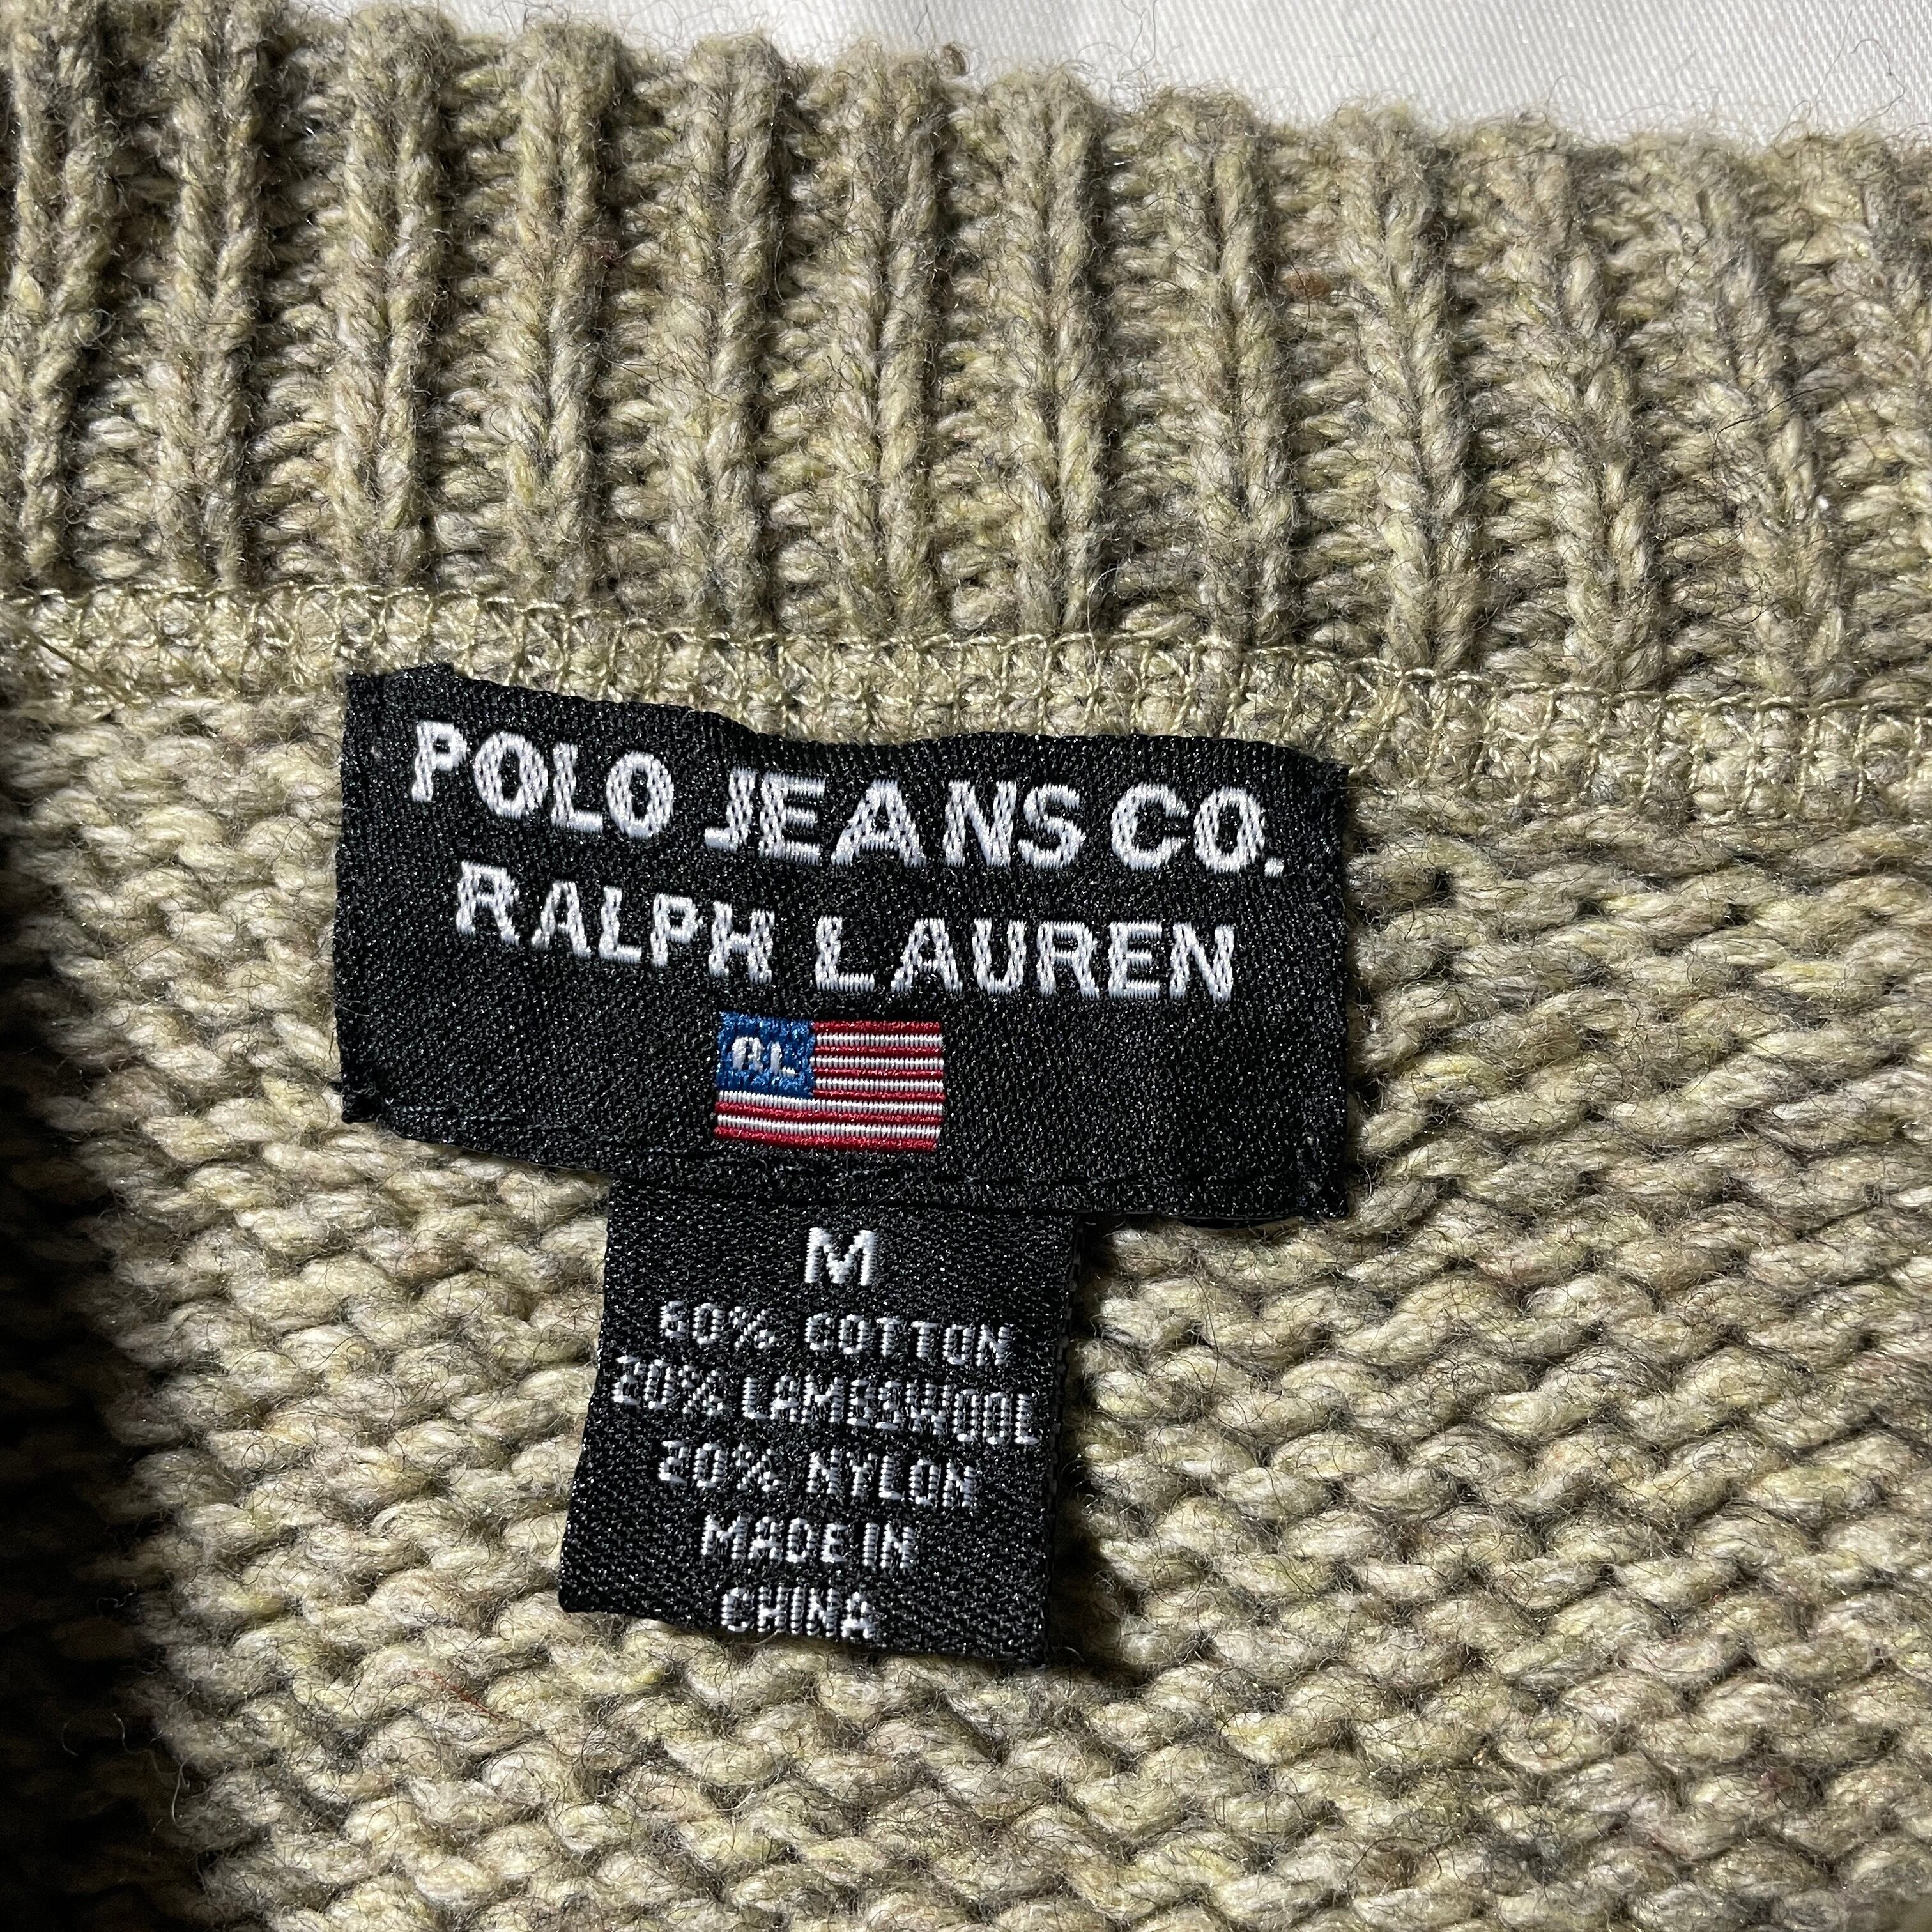 POLO JEANS CO.
RALPH LAUREN
RL
M
60% COTTON
20% LAMBSWOOL
20% NYLON
MADE IN
CHINA